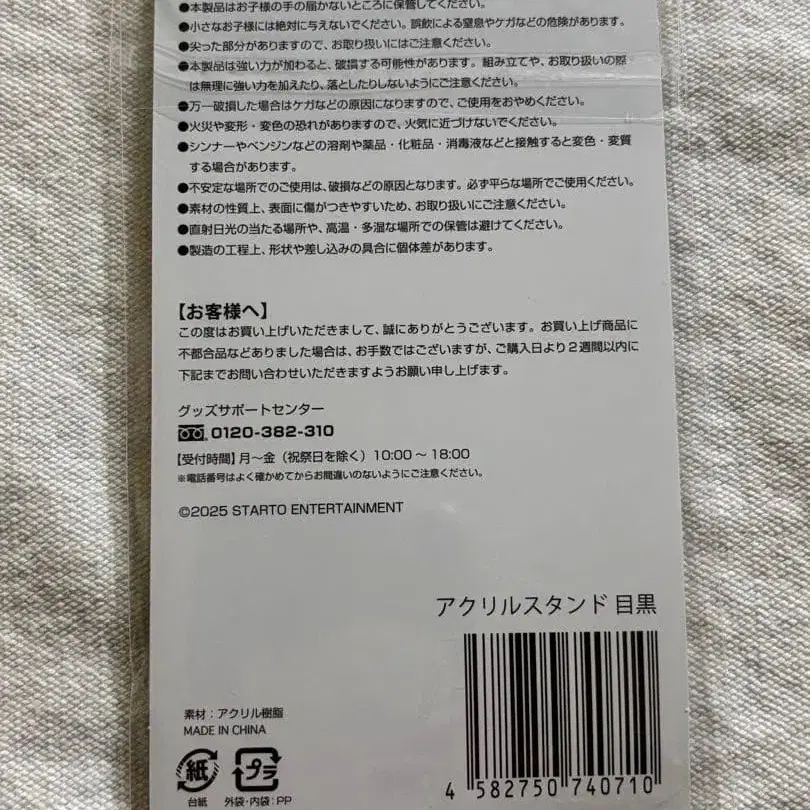 ●本製品はお子様の手の届かないところに保管してください。
●小さなお子様には絶対に与えないでください。誤飲による窒息やケガなどの危険があります。
●尖った部分がありますので、お取り扱いにはご注意ください。
●本製品は強い力が加わると、破損する可能性があります。組み立てや、お取り扱いの際
は無理に強い力を加えたり、落としたりしないようにご注意ください。
●万一破損した場合はケガなどの原因になりますので、ご使用をおやめください。
●火災や変形・変色の恐れがありますので、火気に近づけないでください。
●シンナーやベンジンなどの溶剤や薬品・化粧品・消毒液などと接触すると変色・変質
する場合があります。
●不安定な場所でのご使用は、破損などの原因となります。必ず平らな場所でご使用ください。
●素材の性質上、表面に傷がつきやすいため、お取り扱いにご注意ください。
●直射日光の当たる場所や、高温・多湿な場所での保管は避けてください。
●製造の工程上、形状や差し込みの具合に個体差があります。
【お客様へ】
この度はお買い上げいただきまして、誠にありがとうございます。お買い上げ商品に
不都合品などありました場合は、お手数ではございますが、ご購入日より2週間以内に
下記までお問い合わせいただきますようお願い申し上げます。
グッズサポートセンター
0120-382-310
【受付時間】月～金（祝祭日を除く）10:00～18:00
※電話番号はよく確かめてからお間違いのないようにご注意ください。
©2025 STARTO ENTERTAINMENT
アクリルスタンド 目黒
素材：アクリル樹脂
MADE IN CHINA
紙 プラ
台紙 外袋・内袋：PP
4 582750 740710